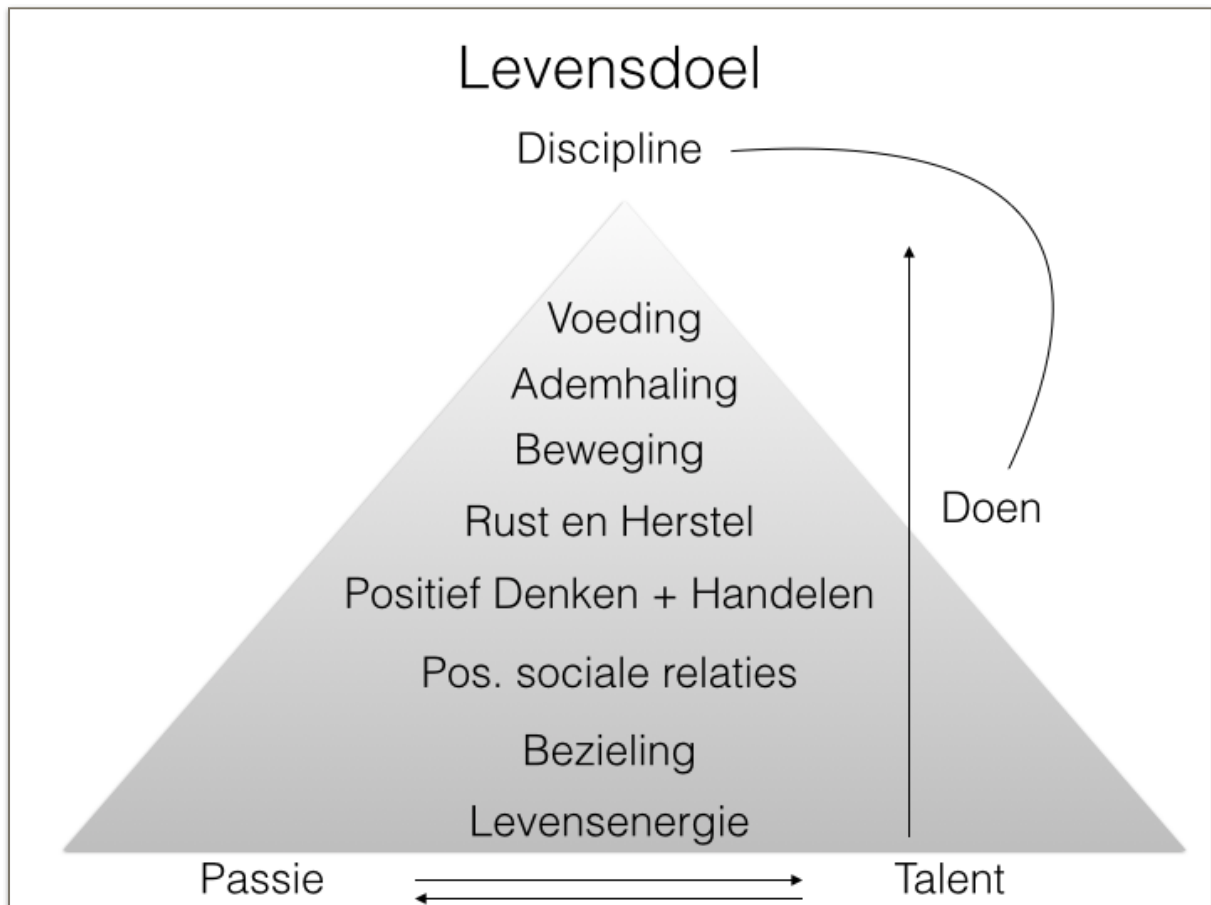 Levensdoel
Discipline
Voeding
Ademhaling
Beweging
Rust en Herstel
Doen
Positief Denken + Handelen
Pos. sociale relaties
Bezieling
Levensenergie
Passie
Talent